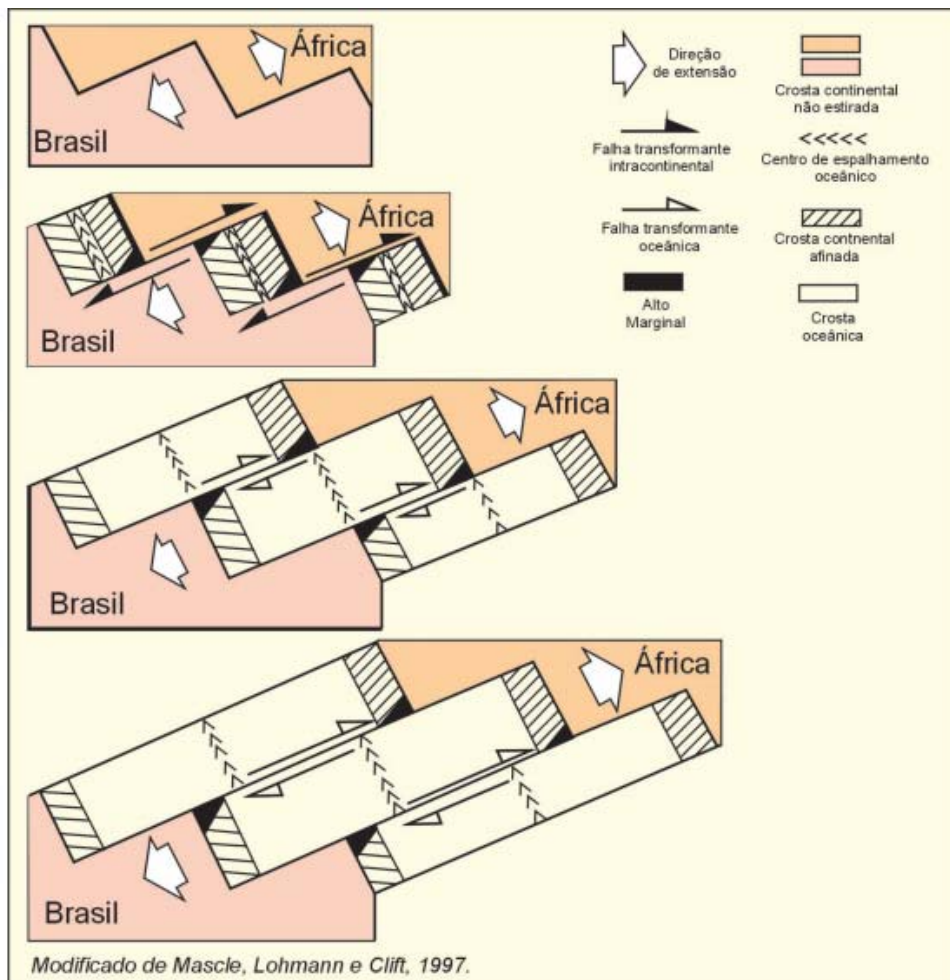 África
Brasil
África
Brasil
África
Brasil
África
Brasil
Direção
de extensão
Falha transformante
intracontinental
Falha transformante
oceânica
Alto
Marginal
Crosta continental
não estirada
Centro de espalhamento
oceânico
Crosta contnental
afinada
Crosta
oceânica
Modificado de Mascle, Lohmann e Clift, 1997.